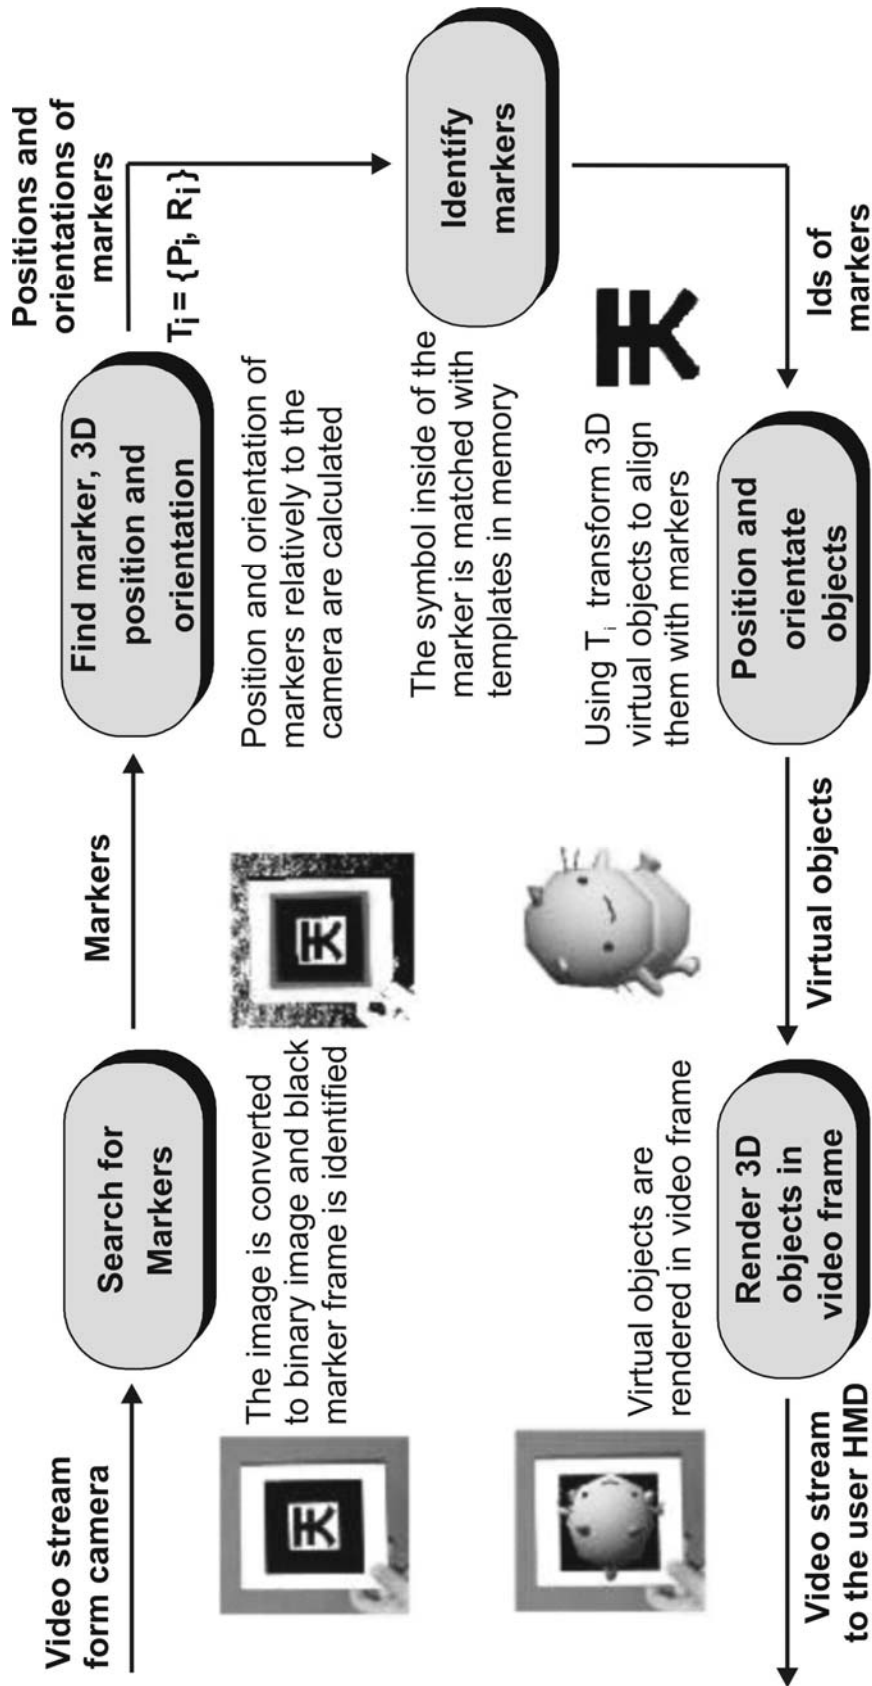 Video stream
form camera
Search for
Markers
The image is converted
to binary image and black
marker frame is identified
Markers
Find marker, 3D
position and
orientation
Position and orientation of
markers relatively to the
camera are calculated
Positions and
orientations of
markers
Ti = {Pi, Ri}
Identify
markers
The symbol inside of the
marker is matched with
templates in memory
Ids of
markers
Position and
orientate
objects
Using Ti transform 3D
virtual objects to align
them with markers
Virtual objects
Render 3D
objects in
video frame
Virtual objects are
rendered in video frame
Video stream
to the user HMD